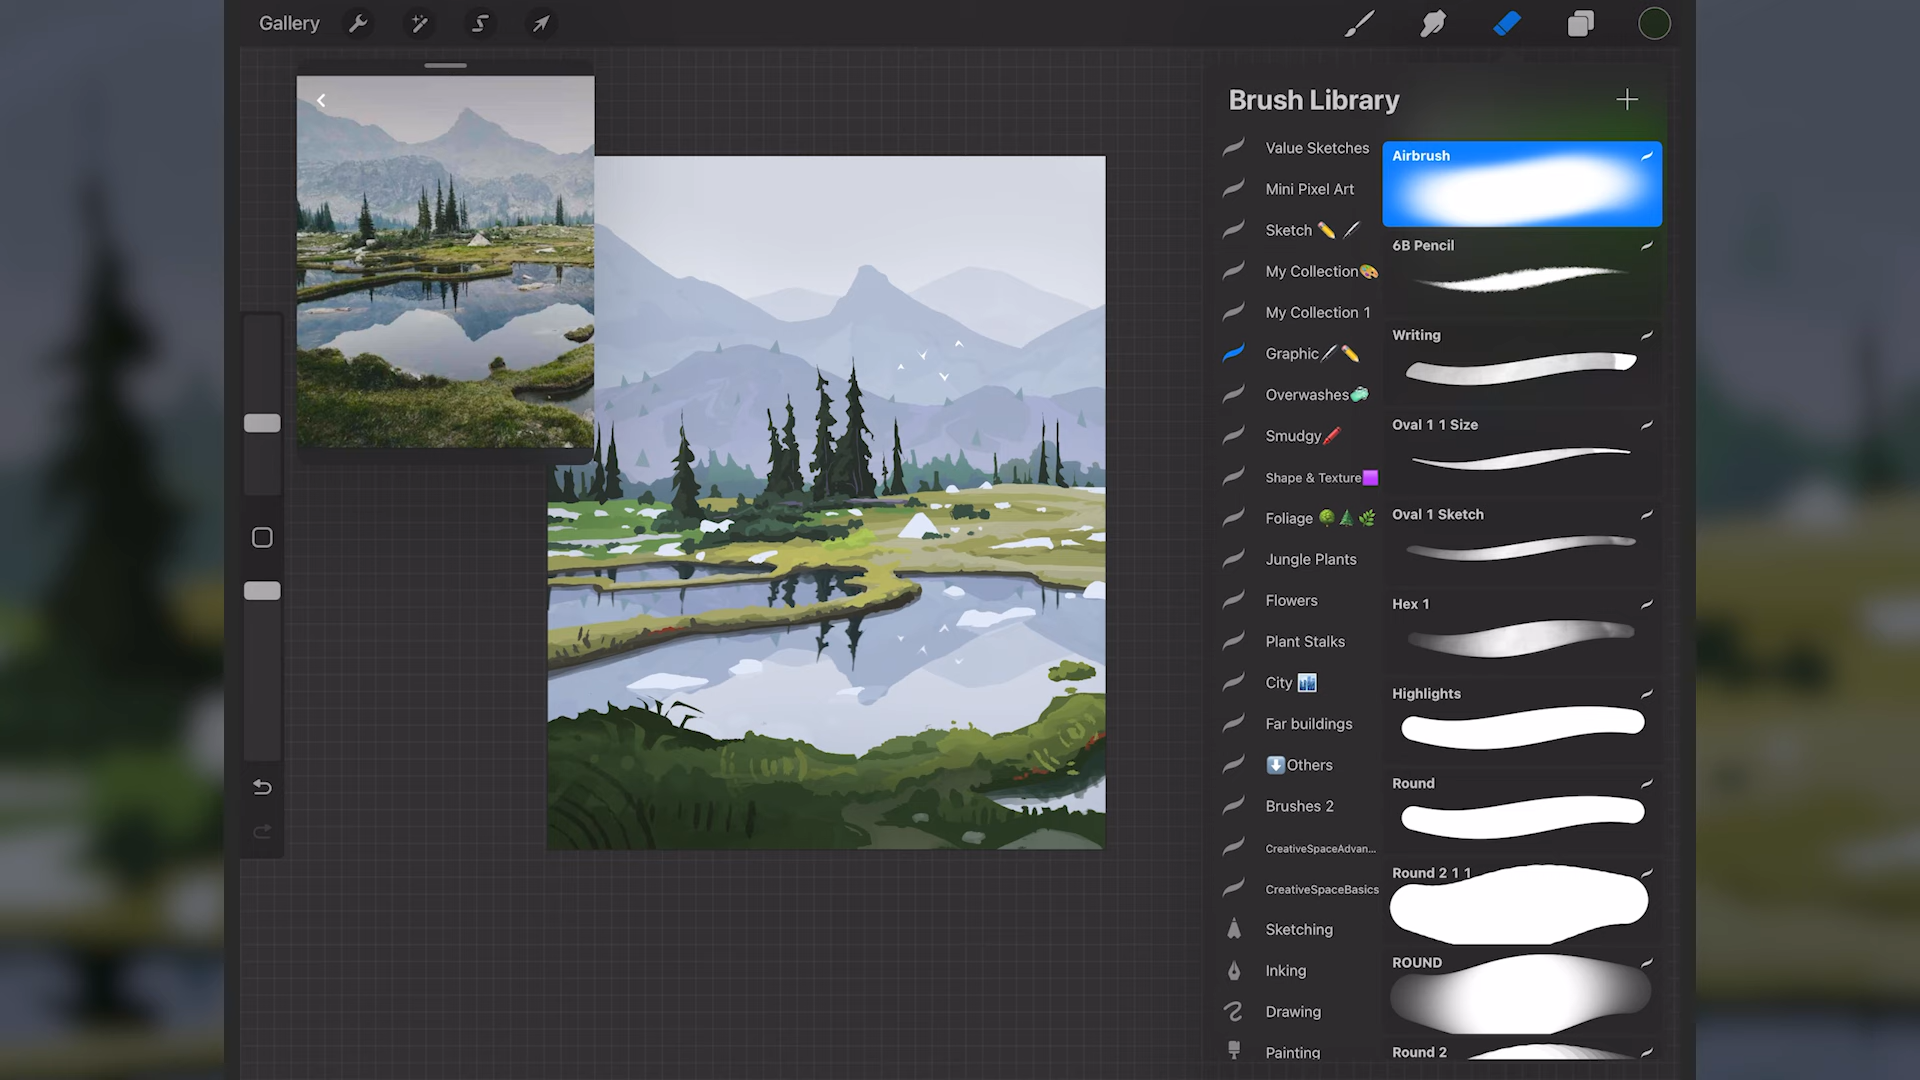 Gallery
Brush Library
Value Sketches
Mini Pixel Art
Sketch ✏️
My Collection🎨
My Collection 1
Graphic ✏️
Overwashes🧼
Smudgy🖍️
Shape & Texture🟪
Foliage 🌳🌲🌿
Jungle Plants
Flowers
Plant Stalks
City 🏙️
Far buildings
⬇️Others
Brushes 2
CreativeSpaceAdvan...
CreativeSpaceBasics
Sketching
Inking
Drawing
Painting
Airbrush
6B Pencil
Writing
Oval 1 1 Size
Oval 1 Sketch
Hex 1
Highlights
Round
Round 2 1 1
ROUND
Round 2